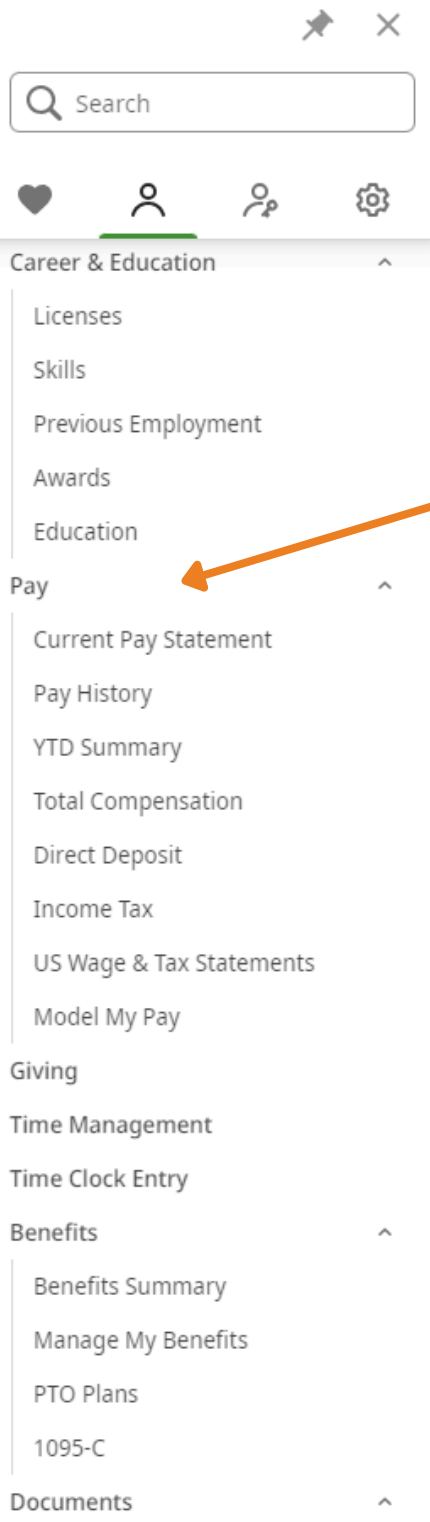 Search
Career & Education
Licenses
Skills
Previous Employment
Awards
Education
Pay
Current Pay Statement
Pay History
YTD Summary
Total Compensation
Direct Deposit
Income Tax
US Wage & Tax Statements
Model My Pay
Giving
Time Management
Time Clock Entry
Benefits
Benefits Summary
Manage My Benefits
PTO Plans
1095-C
Documents